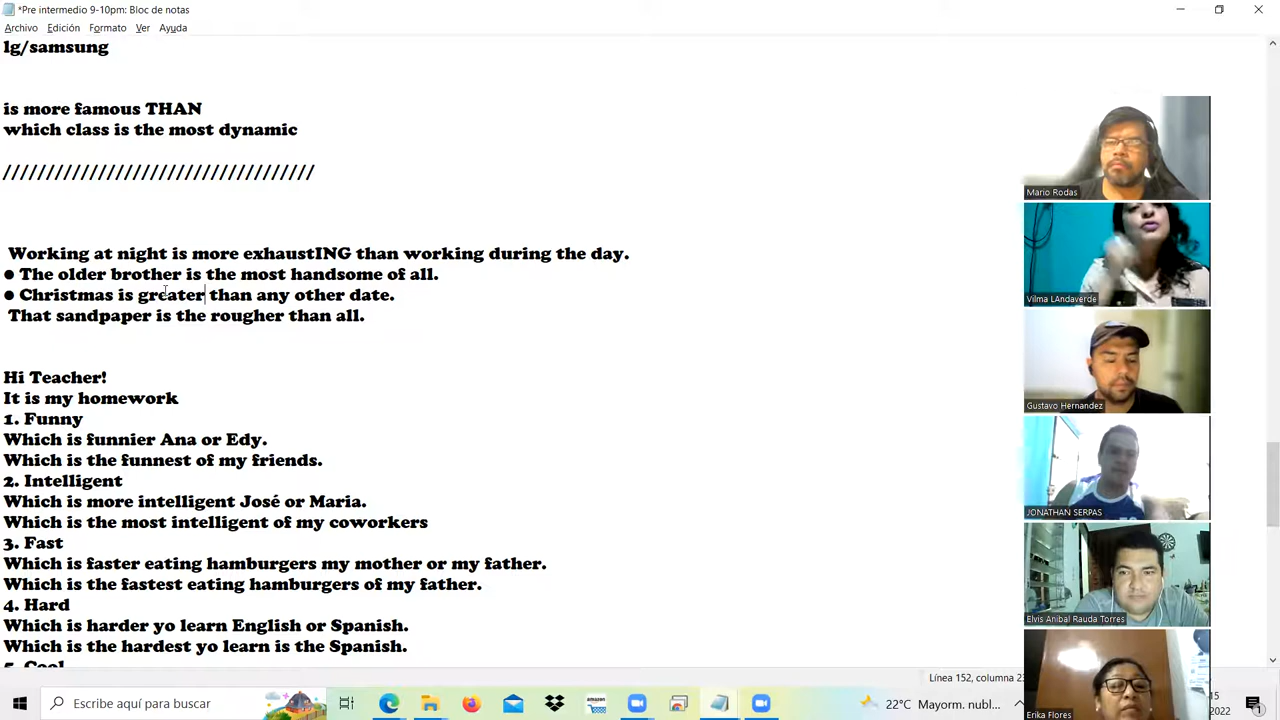 *Pre intermedio 9-10pm: Bloc de notas
Archivo Edición Formato Ver Ayuda
lg/samsung
is more famous THAN
which class is the most dynamic
////////////////////////////////////
Working at night is more exhaustING than working during the day.
● The older brother is the most handsome of all.
● Christmas is greater than any other date.
That sandpaper is the rougher than all.
Hi Teacher!
It is my homework
1. Funny
Which is funnier Ana or Edy.
Which is the funnest of my friends.
2. Intelligent
Which is more intelligent José or Maria.
Which is the most intelligent of my coworkers
3. Fast
Which is faster eating hamburgers my mother or my father.
Which is the fastest eating hamburgers of my father.
4. Hard
Which is harder yo learn English or Spanish.
Which is the hardest yo learn is the Spanish.
5. Cool
Mario Rodas
Vilma LAndaverde
Gustavo Hernandez
JONATHAN SERPAS
Elvis Anibal Rauda Torres
Erika Flores
Línea 152, columna 2
Escribe aquí para buscar
amazon
22°C Mayorm. nubl...
15
2022
1